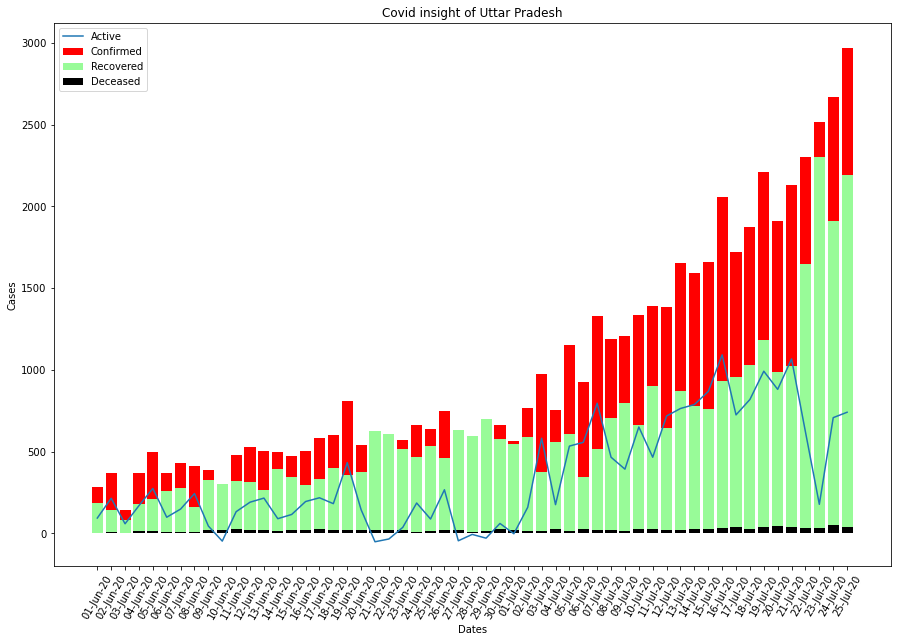 Covid insight of Uttar Pradesh
Active
Confirmed
Recovered
Deceased
3000
2500
2000
1500
1000
500
0
Cases
01-Jun-20
02-Jun-20
03-Jun-20
04-Jun-20
05-Jun-20
06-Jun-20
07-Jun-20
08-Jun-20
09-Jun-20
10-Jun-20
11-Jun-20
12-Jun-20
13-Jun-20
14-Jun-20
15-Jun-20
16-Jun-20
17-Jun-20
18-Jun-20
19-Jun-20
20-Jun-20
21-Jun-20
22-Jun-20
23-Jun-20
24-Jun-20
25-Jun-20
26-Jun-20
27-Jun-20
28-Jun-20
29-Jun-20
30-Jun-20
01-Jul-20
02-Jul-20
03-Jul-20
04-Jul-20
05-Jul-20
06-Jul-20
07-Jul-20
08-Jul-20
09-Jul-20
10-Jul-20
11-Jul-20
12-Jul-20
13-Jul-20
14-Jul-20
15-Jul-20
16-Jul-20
17-Jul-20
18-Jul-20
19-Jul-20
20-Jul-20
21-Jul-20
22-Jul-20
23-Jul-20
24-Jul-20
25-Jul-20
Dates